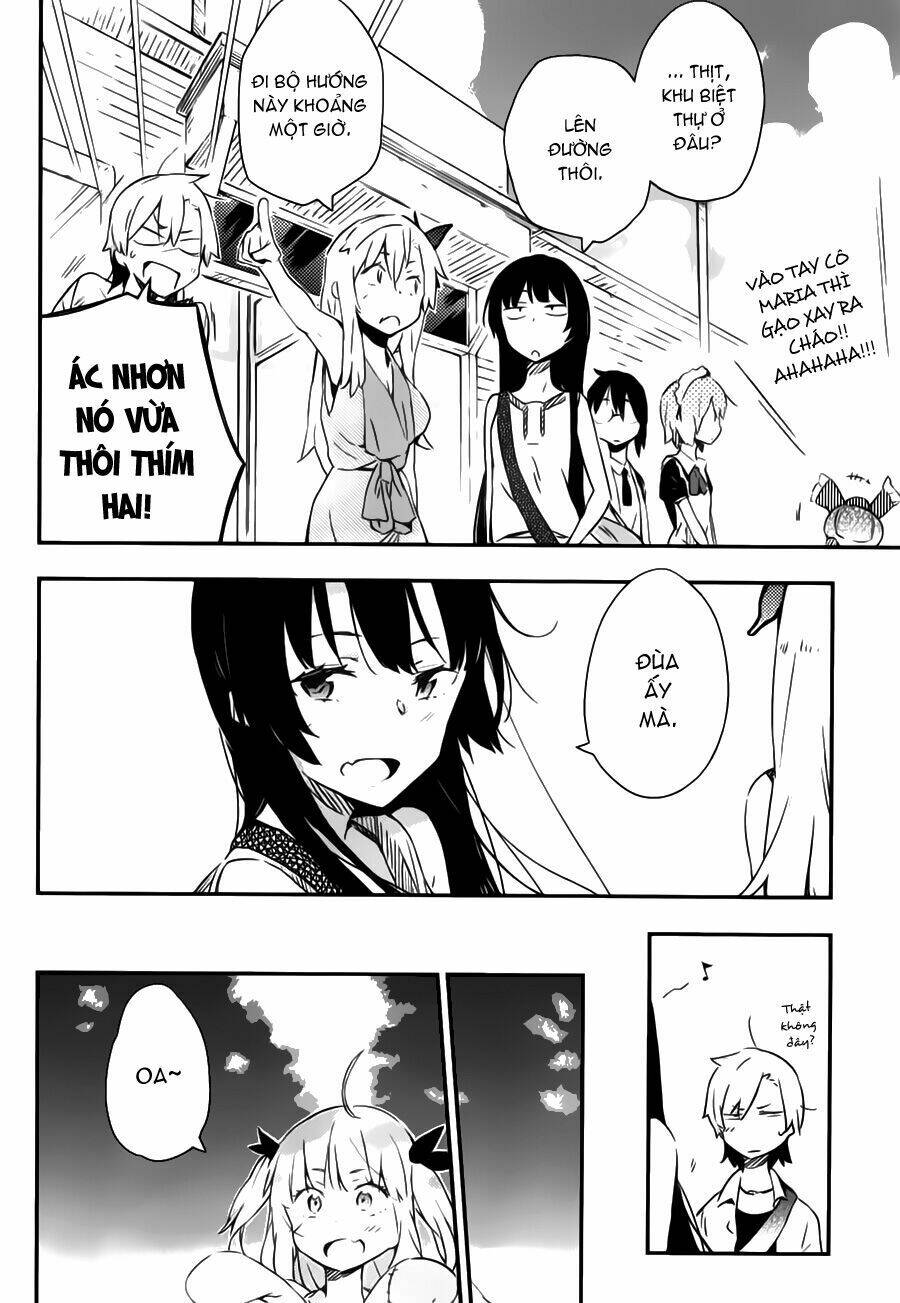 ... THỊT,
KHU BIỆT
THỰ Ở
ĐÂU?
LÊN
ĐƯỜNG
THÔI.
ĐI BỘ HƯỚNG
NÀY KHOẢNG
MỘT GIỜ.
VÀO TAY CÔ
MARIA THÌ
GẠO XAY RA
CHÁO!!
AHAHAHA!!!
ÁC NHƠN
NÓ VỪA
THÔI THÍM
HAI!
ĐÙA
ẤY
MÀ.
Thật
không
đấy?
OA~